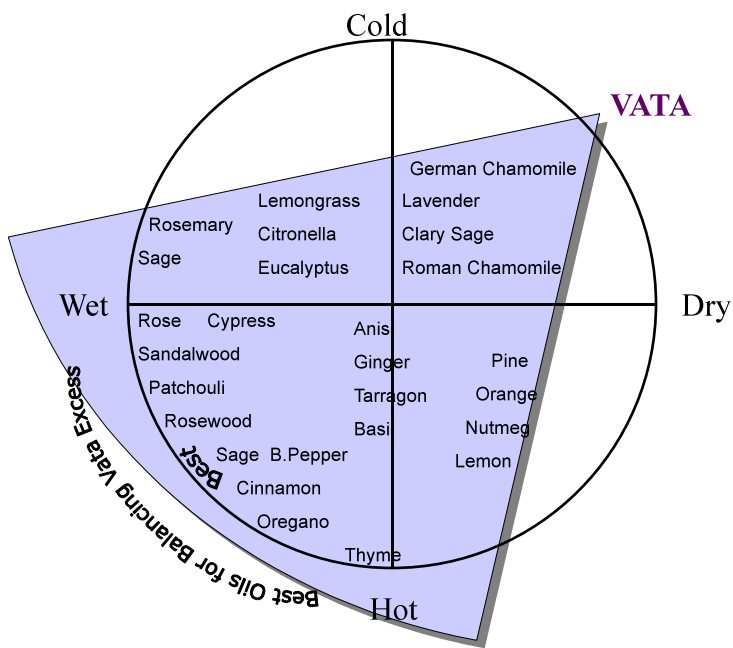 Cold
VATA
German Chamomile
Lemongrass
Lavender
Rosemary
Citronella
Clary Sage
Sage
Eucalyptus
Roman Chamomile
Wet
Dry
Rose
Cypress
Anis
Sandalwood
Ginger
Pine
Patchouli
Tarragon
Orange
Rosewood
Basi
Nutmeg
Sage
B.Pepper
Lemon
Best
Cinnamon
Oregano
Thyme
Best Oils for Balancing Vata Excess
Hot